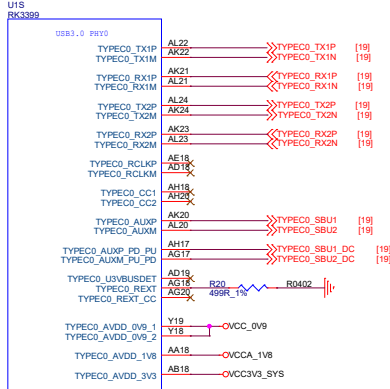 U1S
RK3399
USB3.0 PHY0
TYPEC0_TX1P AL22 TYPEC0_TX1P [19]
TYPEC0_TX1M AK22 TYPEC0_TX1N [19]
TYPEC0_RX1P AK21 TYPEC0_RX1P [19]
TYPEC0_RX1M AL21 TYPEC0_RX1N [19]
TYPEC0_TX2P AL24 TYPEC0_TX2P [19]
TYPEC0_TX2M AK24 TYPEC0_TX2N [19]
TYPEC0_RX2P AK23 TYPEC0_RX2P [19]
TYPEC0_RX2M AL23 TYPEC0_RX2N [19]
TYPEC0_RCLKP AE18
TYPEC0_RCLKM AD18
TYPEC0_CC1 AH18
TYPEC0_CC2 AH20
TYPEC0_AUXP AK20 TYPEC0_SBU1 [19]
TYPEC0_AUXM AL20 TYPEC0_SBU2 [19]
TYPEC0_AUXP_PD_PU AH17 TYPEC0_SBU1_DC [19]
TYPEC0_AUXM_PU_PD AG17 TYPEC0_SBU2_DC [19]
TYPEC0_U3VBUSDET AD19
TYPEC0_REXT AG18 R20 R0402
499R_1%
TYPEC0_REXT_CC AG20
TYPEC0_AVDD_0V9_1 Y19 VCC_0V9
TYPEC0_AVDD_0V9_2 Y18
TYPEC0_AVDD_1V8 AA18 VCCA_1V8
TYPEC0_AVDD_3V3 AB18 VCC3V3_SYS